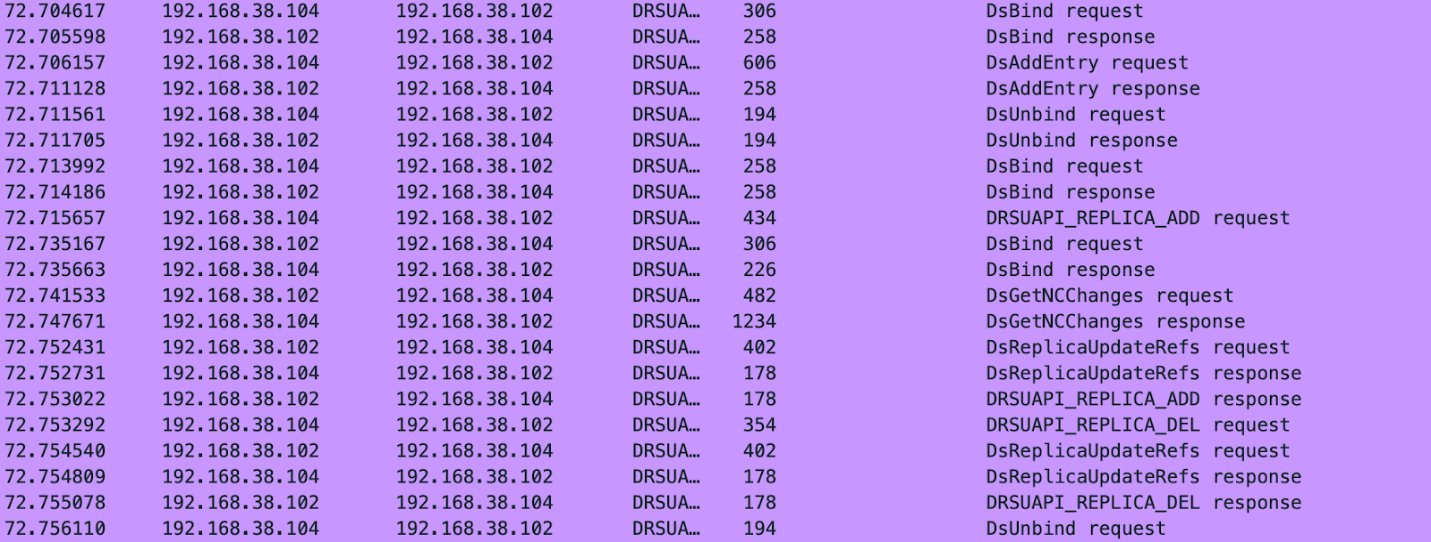 72.704617 192.168.38.104 192.168.38.102 DRSUA… 306 DsBind request
72.705598 192.168.38.102 192.168.38.104 DRSUA… 258 DsBind response
72.706157 192.168.38.104 192.168.38.102 DRSUA… 606 DsAddEntry request
72.711128 192.168.38.102 192.168.38.104 DRSUA… 258 DsAddEntry response
72.711561 192.168.38.104 192.168.38.102 DRSUA… 194 DsUnbind request
72.711705 192.168.38.102 192.168.38.104 DRSUA… 194 DsUnbind response
72.713992 192.168.38.104 192.168.38.102 DRSUA… 258 DsBind request
72.714186 192.168.38.102 192.168.38.104 DRSUA… 258 DsBind response
72.715657 192.168.38.104 192.168.38.102 DRSUA… 434 DRSUAPI_REPLICA_ADD request
72.735167 192.168.38.102 192.168.38.104 DRSUA… 306 DsBind request
72.735663 192.168.38.104 192.168.38.102 DRSUA… 226 DsBind response
72.741533 192.168.38.102 192.168.38.104 DRSUA… 482 DsGetNCChanges request
72.747671 192.168.38.104 192.168.38.102 DRSUA… 1234 DsGetNCChanges response
72.752431 192.168.38.102 192.168.38.104 DRSUA… 402 DsReplicaUpdateRefs request
72.752731 192.168.38.104 192.168.38.102 DRSUA… 178 DsReplicaUpdateRefs response
72.753022 192.168.38.102 192.168.38.104 DRSUA… 178 DRSUAPI_REPLICA_ADD response
72.753292 192.168.38.104 192.168.38.102 DRSUA… 354 DRSUAPI_REPLICA_DEL request
72.754540 192.168.38.102 192.168.38.104 DRSUA… 402 DsReplicaUpdateRefs request
72.754809 192.168.38.104 192.168.38.102 DRSUA… 178 DsReplicaUpdateRefs response
72.755078 192.168.38.102 192.168.38.104 DRSUA… 178 DRSUAPI_REPLICA_DEL response
72.756110 192.168.38.104 192.168.38.102 DRSUA… 194 DsUnbind request